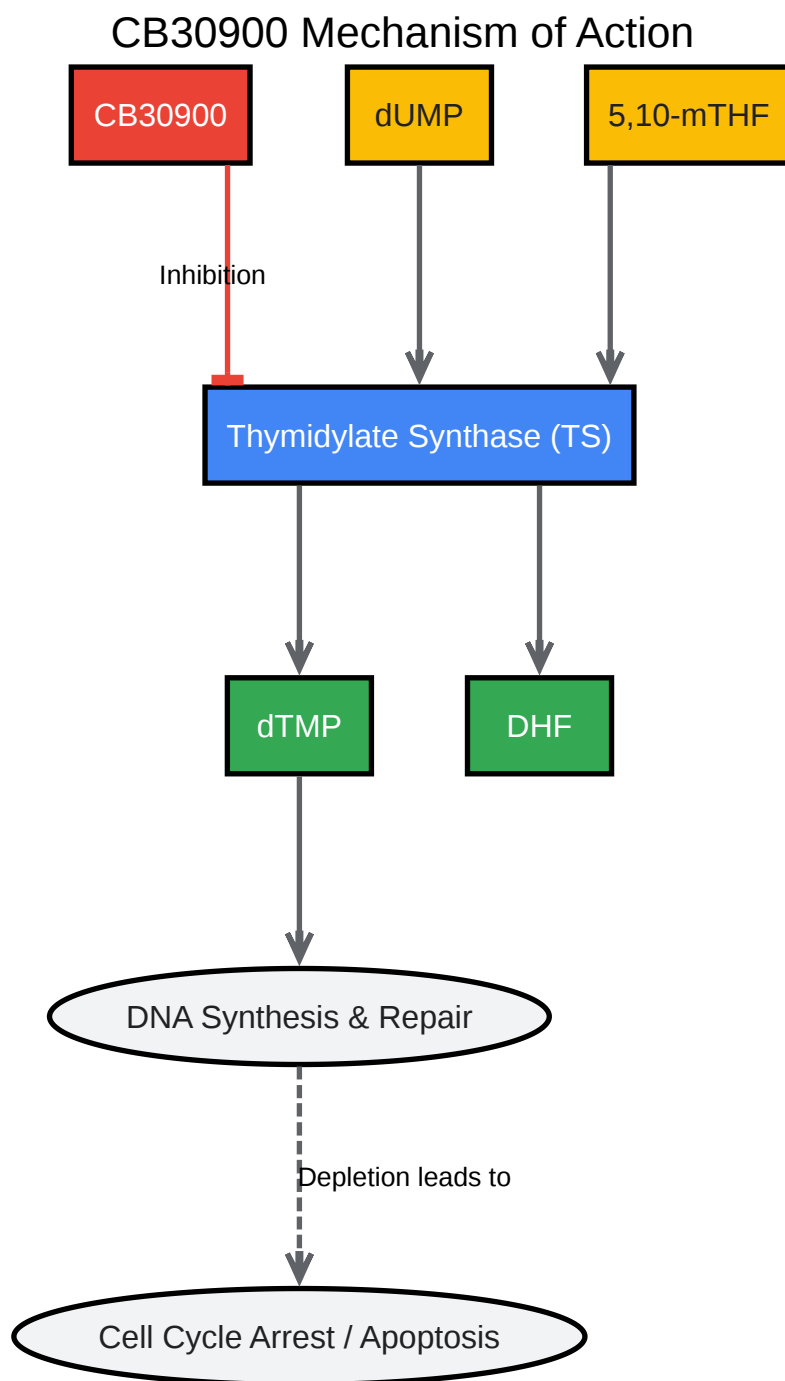 CB30900 Mechanism of Action
CB30900
dUMP
5,10-mTHF
Inhibition
Thymidylate Synthase (TS)
dTMP
DHF
DNA Synthesis & Repair
Depletion leads to
Cell Cycle Arrest / Apoptosis